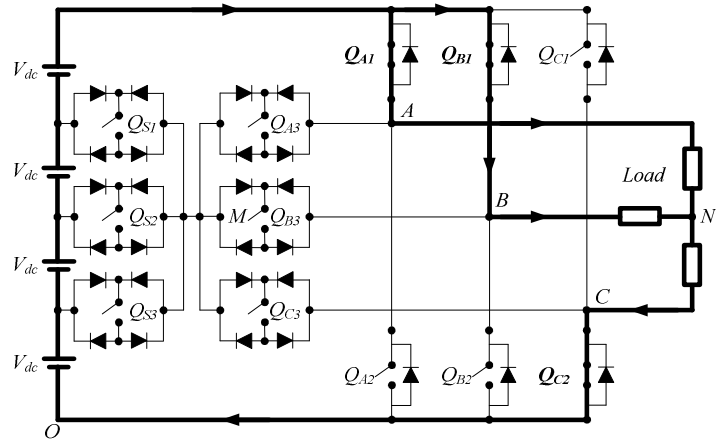 Q_A1
Q_B1
Q_C1
V_dc
Q_S1
Q_A3
A
V_dc
Load
Q_S2
M
Q_B3
B
N
V_dc
Q_S3
Q_C3
C
V_dc
Q_A2
Q_B2
Q_C2
O